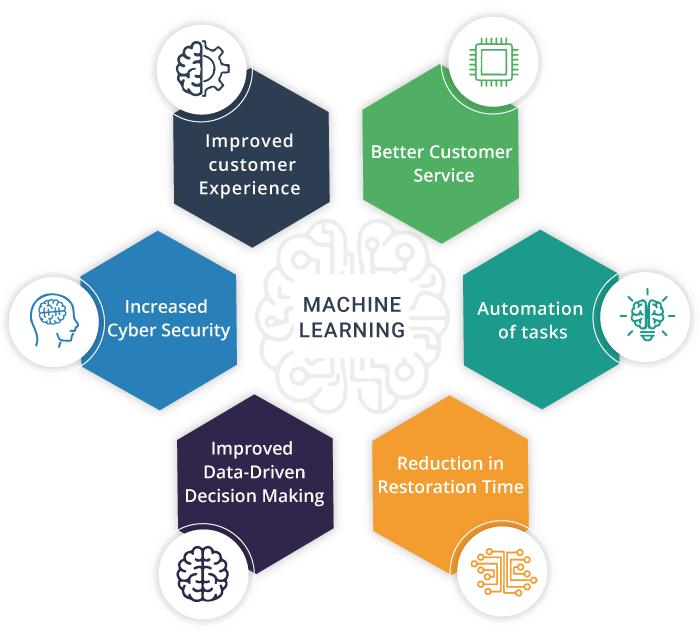 Improved
customer
Experience
Better Customer
Service
Increased
Cyber Security
MACHINE
LEARNING
Automation
of tasks
Improved
Data-Driven
Decision Making
Reduction in
Restoration Time